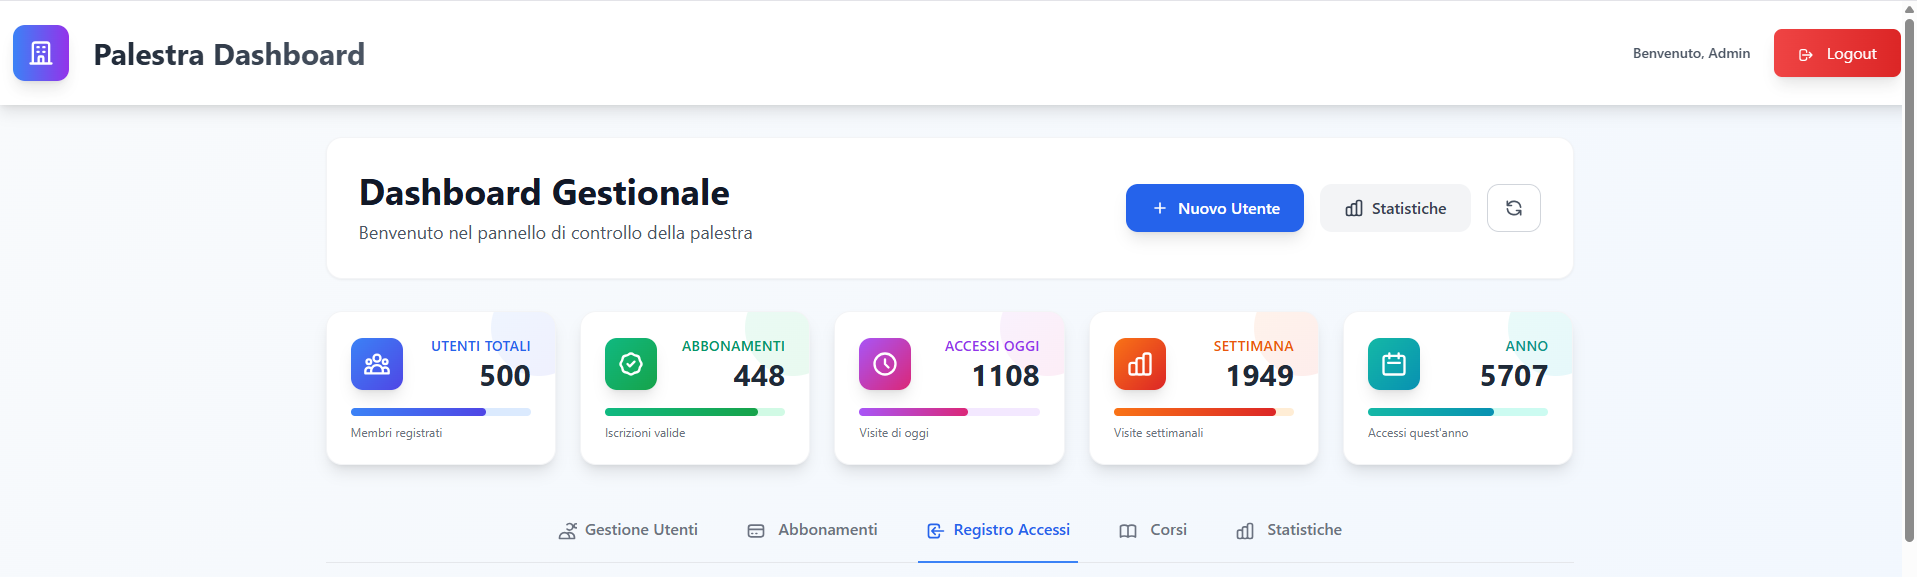 Palestra Dashboard
Benvenuto, Admin
Logout
Dashboard Gestionale
Benvenuto nel pannello di controllo della palestra
Nuovo Utente
Statistiche
UTENTI TOTALI
500
Membri registrati
ABBONAMENTI
448
Iscrizioni valide
ACCESSI OGGI
1108
Visite di oggi
SETTIMANA
1949
Visite settimanali
ANNO
5707
Accessi quest'anno
Gestione Utenti
Abbonamenti
Registro Accessi
Corsi
Statistiche